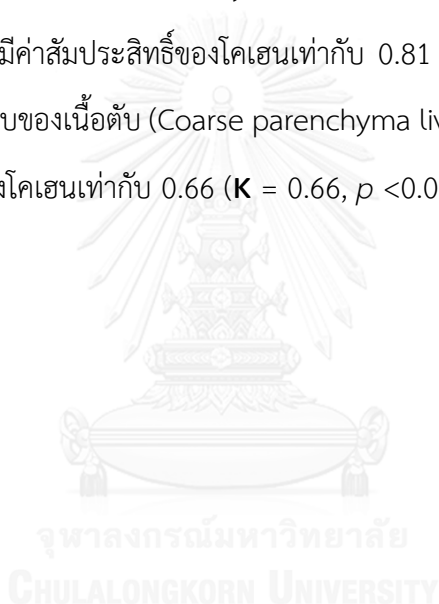 มีค่าสัมประสิทธิ์ของโคเฮนเท่ากับ 0.81
บของเนื้อตับ (Coarse parenchyma liv
งโคเฮนเท่ากับ 0.66 (K = 0.66, p <0.0
จุฬาลงกรณ์มหาวิทยาลัย
CHULALONGKORN UNIVERSITY